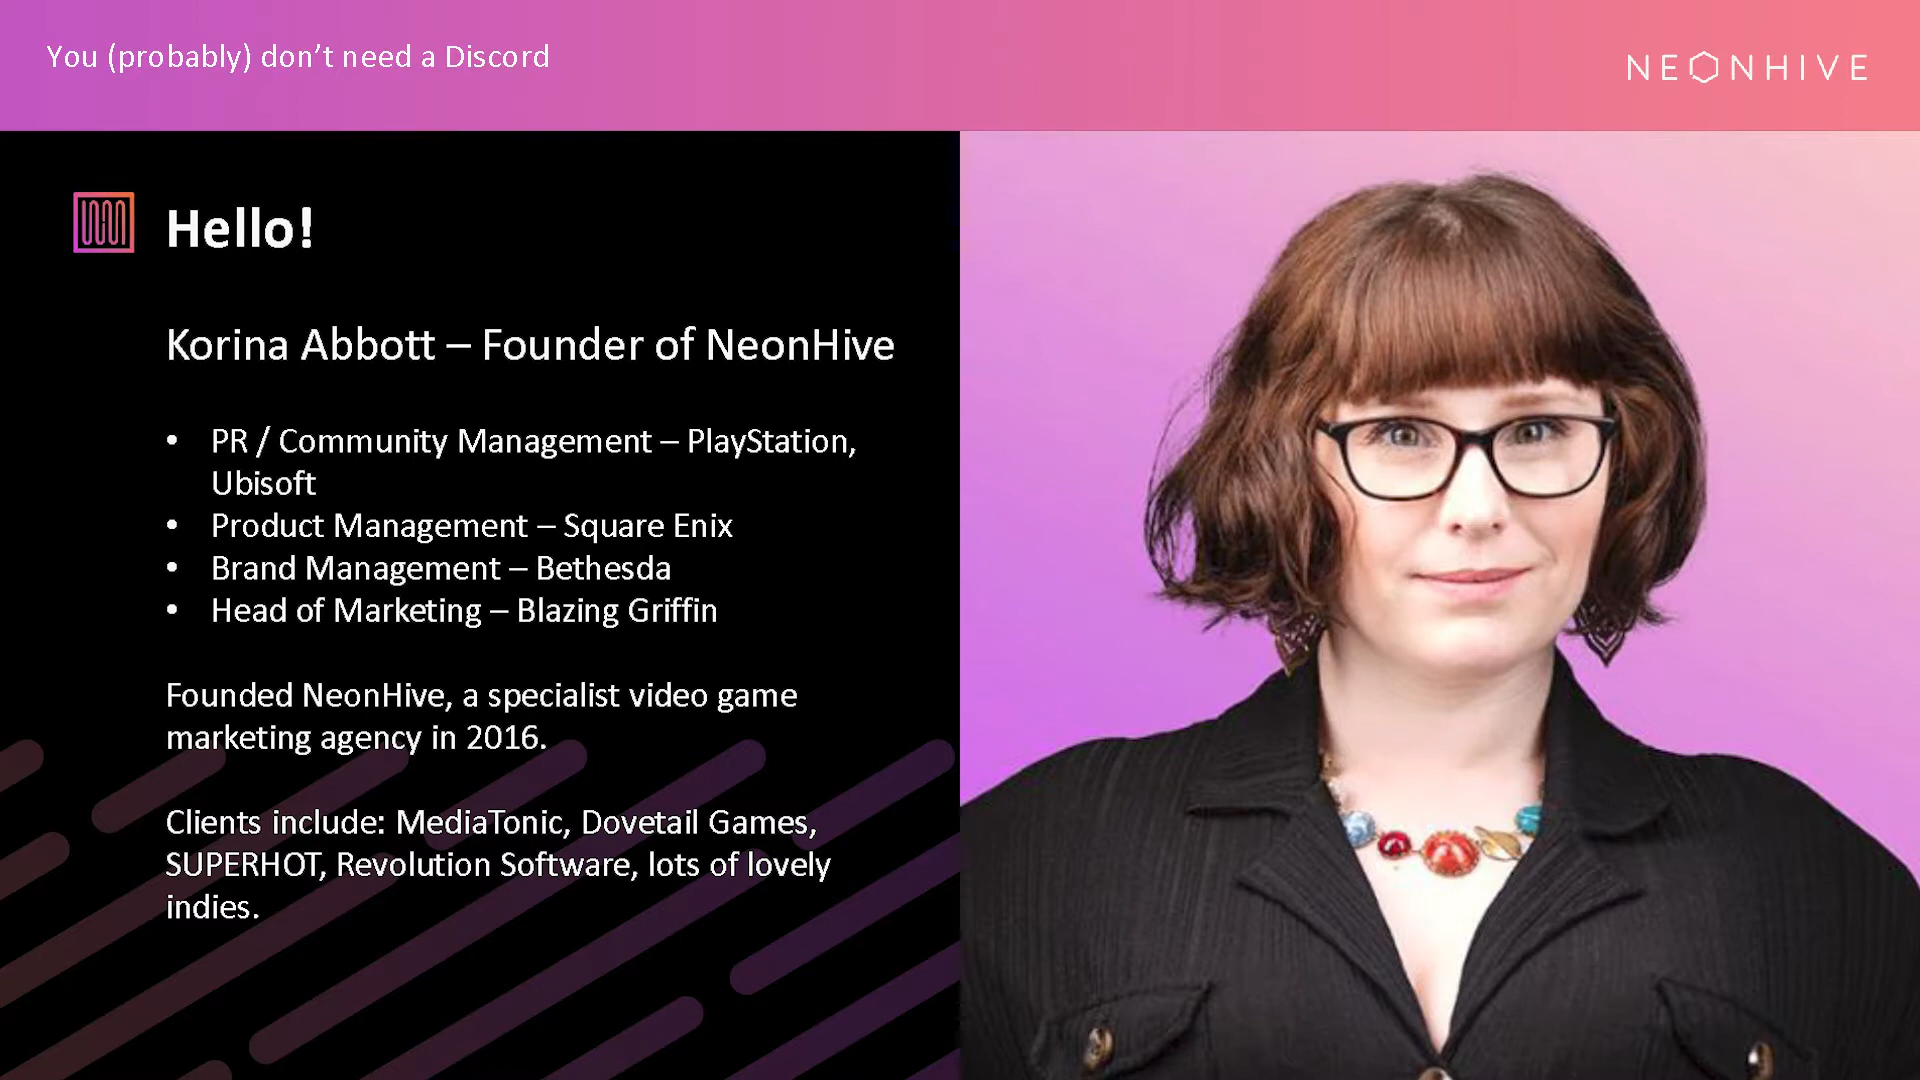 You (probably) don’t need a Discord
NEONHIVE
Hello!
Korina Abbott – Founder of NeonHive
• PR / Community Management – PlayStation,
Ubisoft
• Product Management – Square Enix
• Brand Management – Bethesda
• Head of Marketing – Blazing Griffin
Founded NeonHive, a specialist video game
marketing agency in 2016.
Clients include: MediaTonic, Dovetail Games,
SUPERHOT, Revolution Software, lots of lovely
indies.